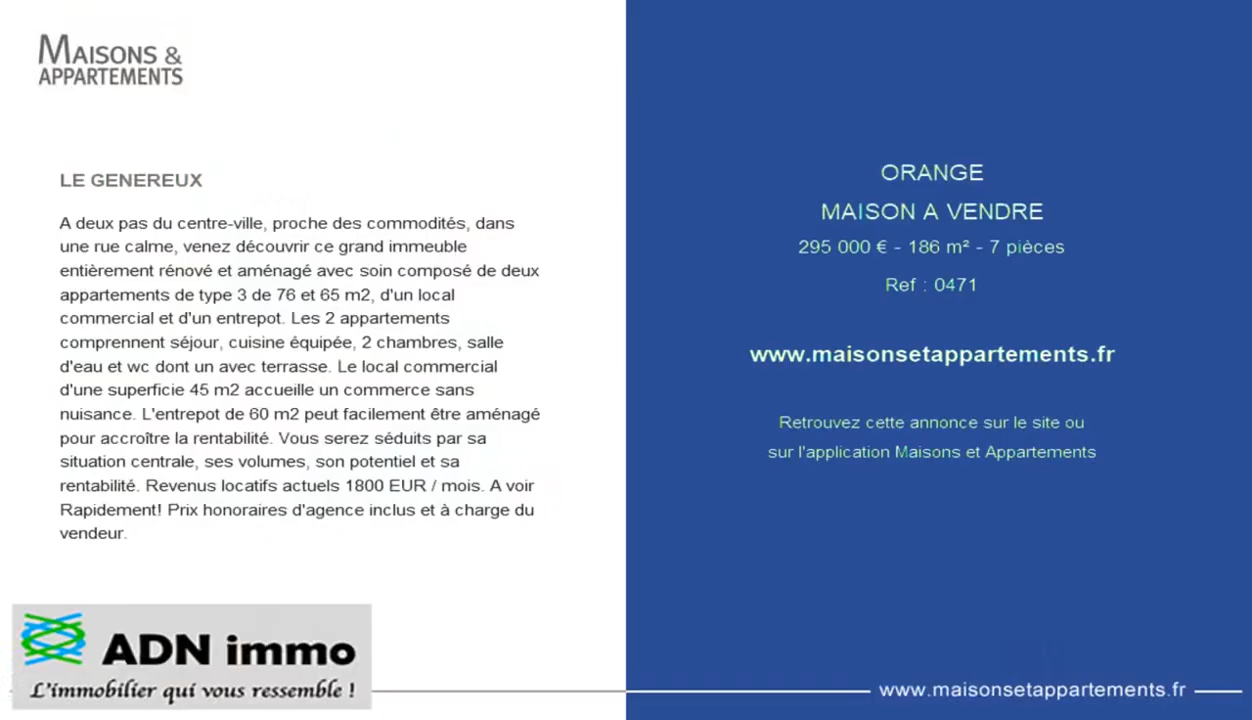 MAISONS &
APPARTEMENTS
LE GENEREUX
A deux pas du centre-ville, proche des commodités, dans
une rue calme, venez découvrir ce grand immeuble
entièrement rénové et aménagé avec soin composé de deux
appartements de type 3 de 76 et 65 m2, d'un local
commercial et d'un entrepot. Les 2 appartements
comprennent séjour, cuisine équipée, 2 chambres, salle
d'eau et wc dont un avec terrasse. Le local commercial
d'une superficie 45 m2 accueille un commerce sans
nuisance. L'entrepot de 60 m2 peut facilement être aménagé
pour accroître la rentabilité. Vous serez séduits par sa
situation centrale, ses volumes, son potentiel et sa
rentabilité. Revenus locatifs actuels 1800 EUR / mois. A voir
Rapidement! Prix honoraires d'agence inclus et à charge du
vendeur.
ADN immo
L'immobilier qui vous ressemble !
ORANGE
MAISON A VENDRE
295 000 € - 186 m² - 7 pièces
Ref : 0471
www.maisonsetappartements.fr
Retrouvez cette annonce sur le site ou
sur l'application Maisons et Appartements
www.maisonsetappartements.fr